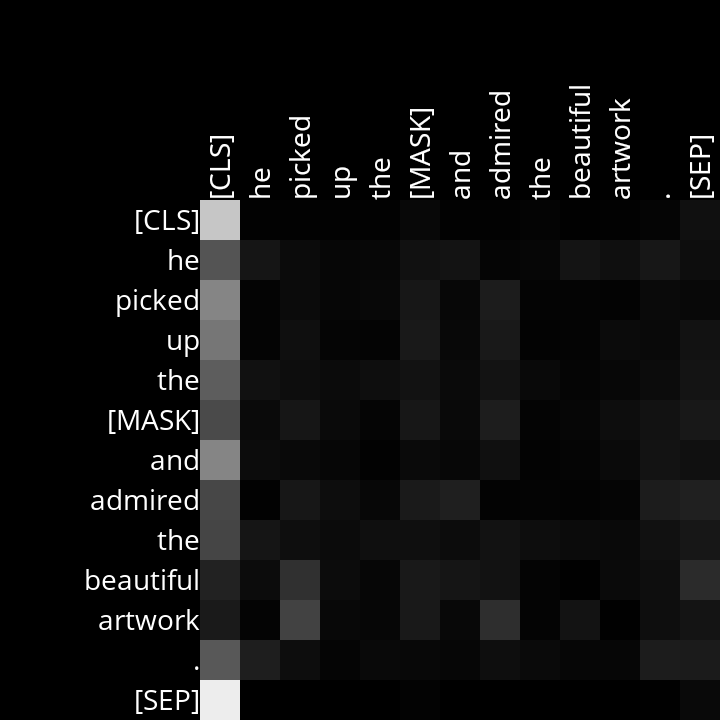 [CLS] he picked up the [MASK] and admired the beautiful artwork . [SEP]
[CLS]
he
picked
up
the
[MASK]
and
admired
the
beautiful
artwork
.
[SEP]